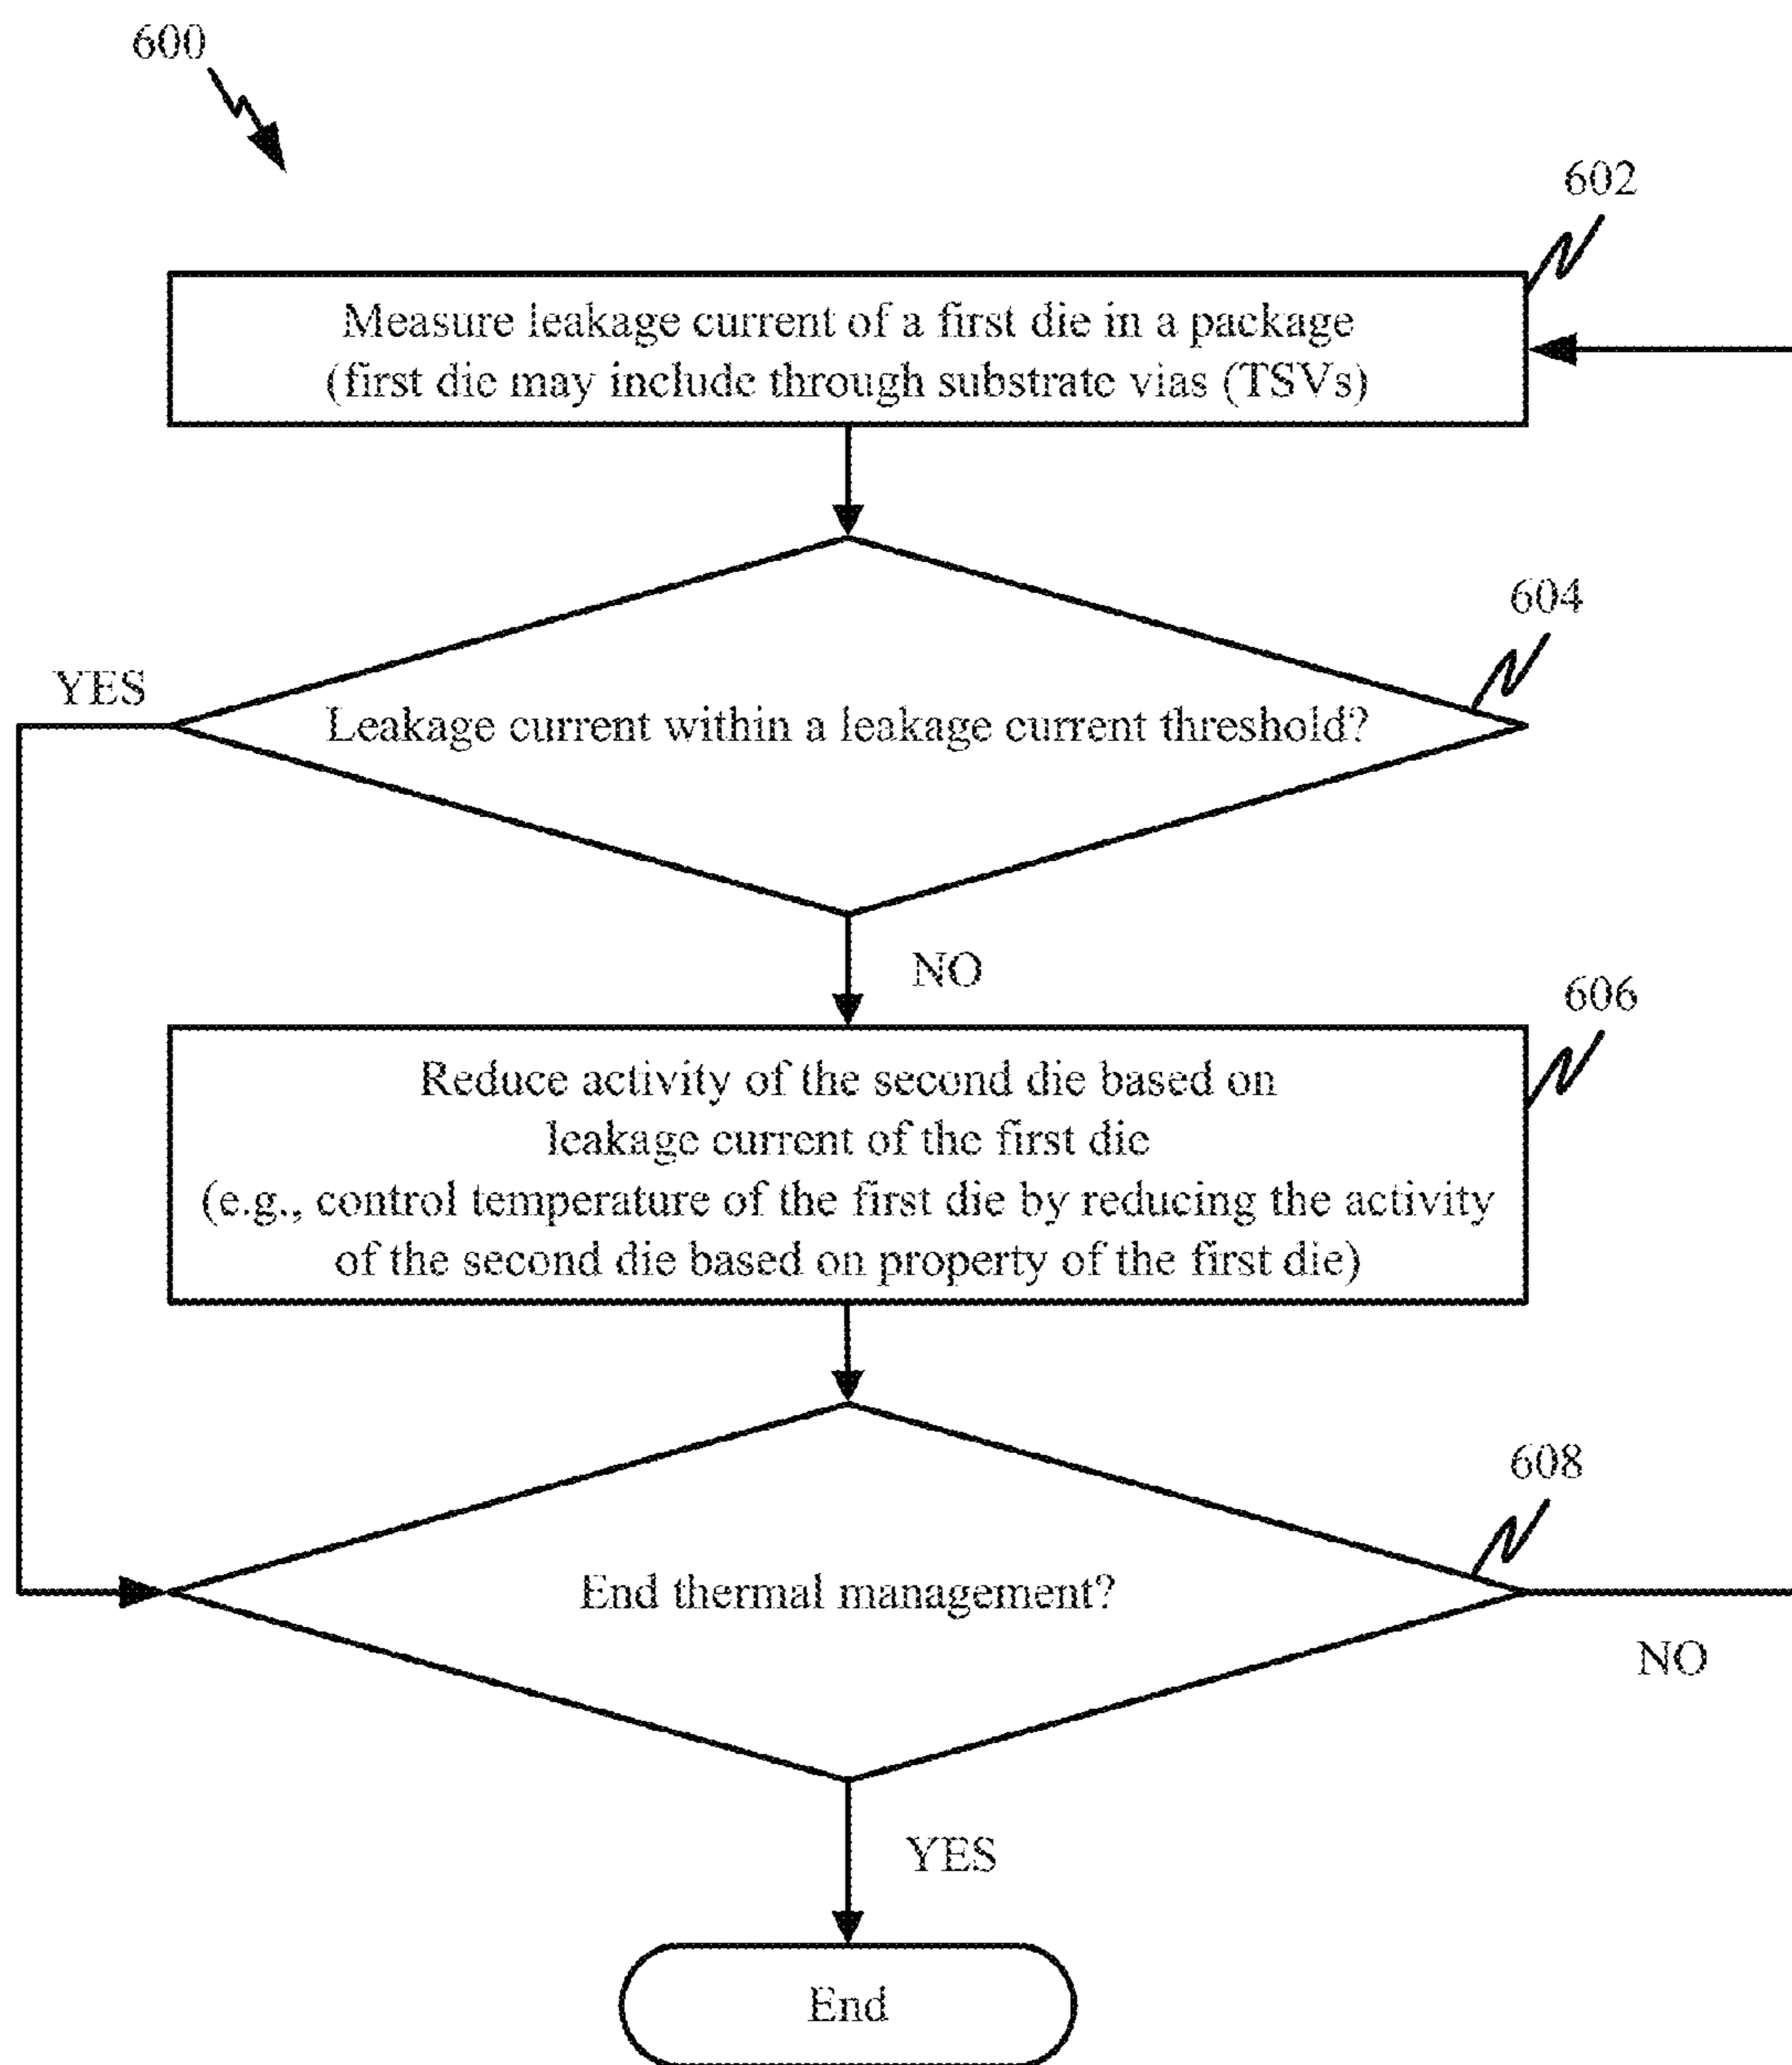 600
602
Measure leakage current of a first die in a package
(first die may include through substrate vias (TSVs)
604
YES
Leakage current within a leakage current threshold?
NO
606
Reduce activity of the second die based on
leakage current of the first die
(e.g., control temperature of the first die by reducing the activity
of the second die based on property of the first die)
608
End thermal management?
NO
YES
End